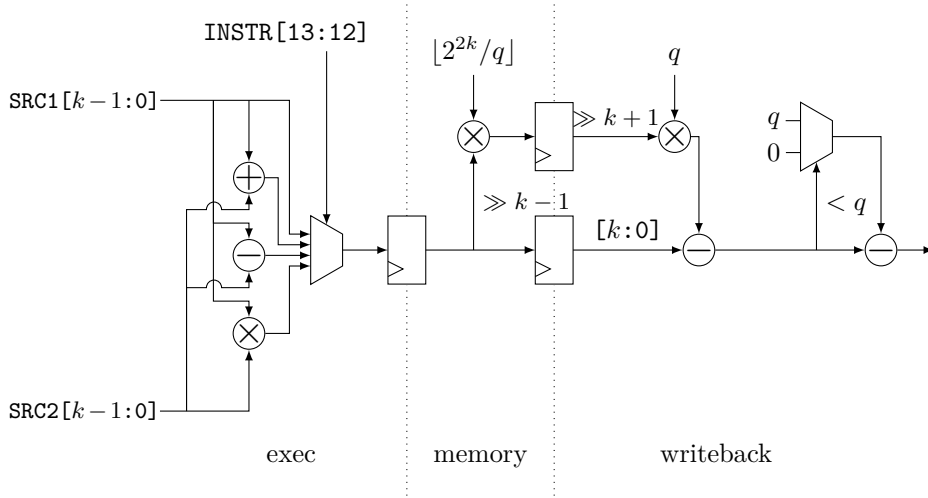 INSTR[13:12]
⌊2^{2k}/q⌋
q
SRC1[k−1:0]
≫ k + 1
q
0
≫ k − 1
< q
[k:0]
SRC2[k−1:0]
exec
memory
writeback